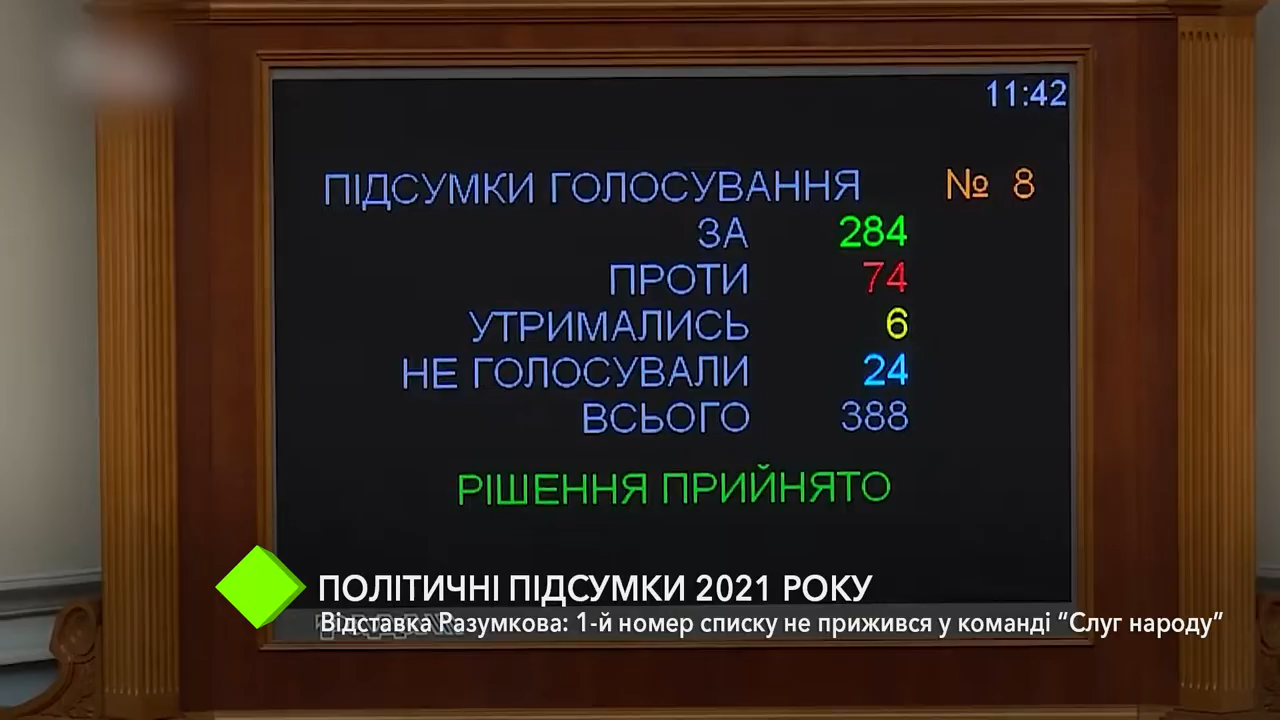 11:42
ПІДСУМКИ ГОЛОСУВАННЯ № 8
ЗА 284
ПРОТИ 74
УТРИМАЛИСЬ 6
НЕ ГОЛОСУВАЛИ 24
ВСЬОГО 388
РІШЕННЯ ПРИЙНЯТО
ПОЛІТИЧНІ ПІДСУМКИ 2021 РОКУ
Відставка Разумкова: 1-й номер списку не прижився у команді “Слуг народу”